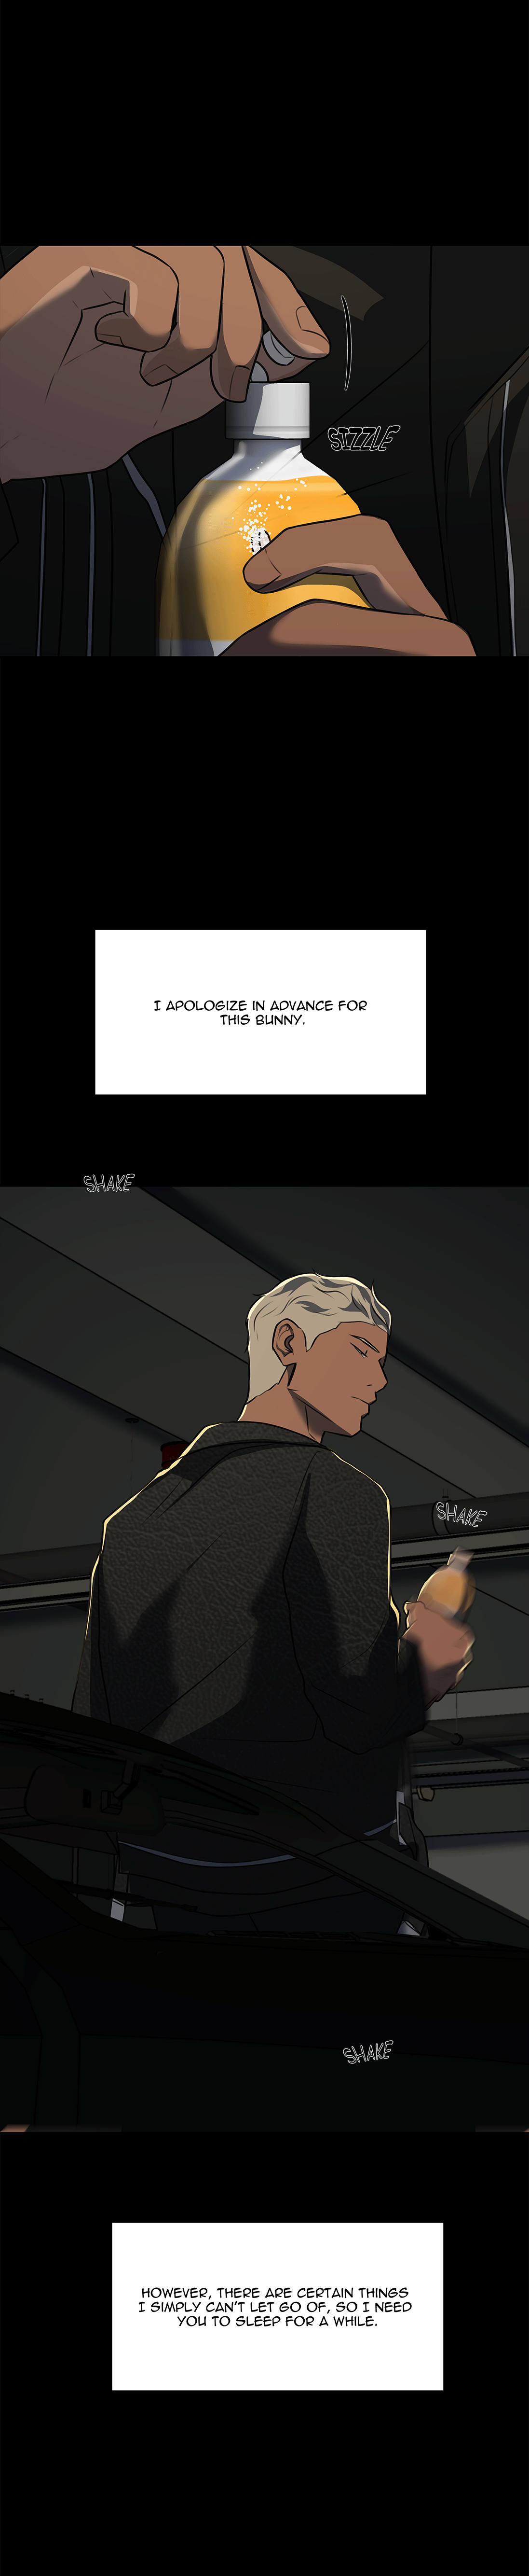 SIZZLE
I APOLOGIZE IN ADVANCE FOR
THIS BUNNY.
SHAKE
SHAKE
SHAKE
HOWEVER, THERE ARE CERTAIN THINGS
I SIMPLY CAN'T LET GO OF, SO I NEED
YOU TO SLEEP FOR A WHILE.